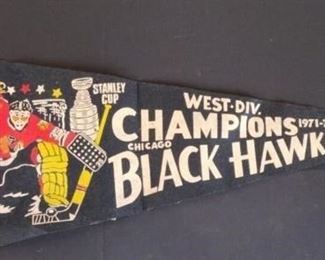 STANLEY
CUP
WEST-DIV.
CHAMPIONS 1971-7
CHICAGO
BLACK HAWK